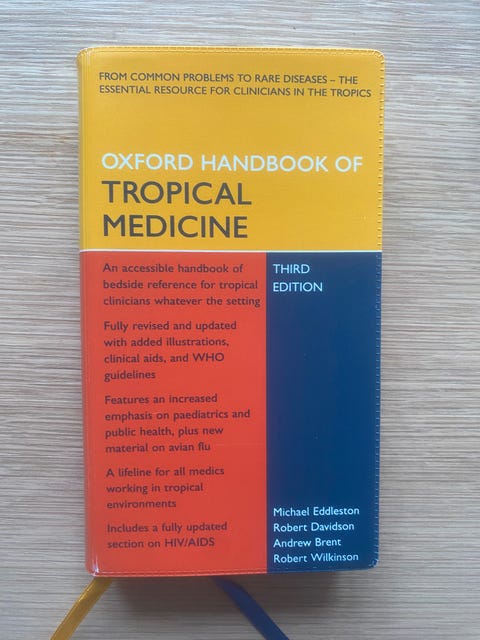 FROM COMMON PROBLEMS TO RARE DISEASES – THE
ESSENTIAL RESOURCE FOR CLINICIANS IN THE TROPICS
OXFORD HANDBOOK OF
TROPICAL
MEDICINE
An accessible handbook of
bedside reference for tropical
clinicians whatever the setting
Fully revised and updated
with added illustrations,
clinical aids, and WHO
guidelines
Features an increased
emphasis on paediatrics and
public health, plus new
material on avian flu
A lifeline for all medics
working in tropical
environments
Includes a fully updated
section on HIV/AIDS
THIRD
EDITION
Michael Eddleston
Robert Davidson
Andrew Brent
Robert Wilkinson